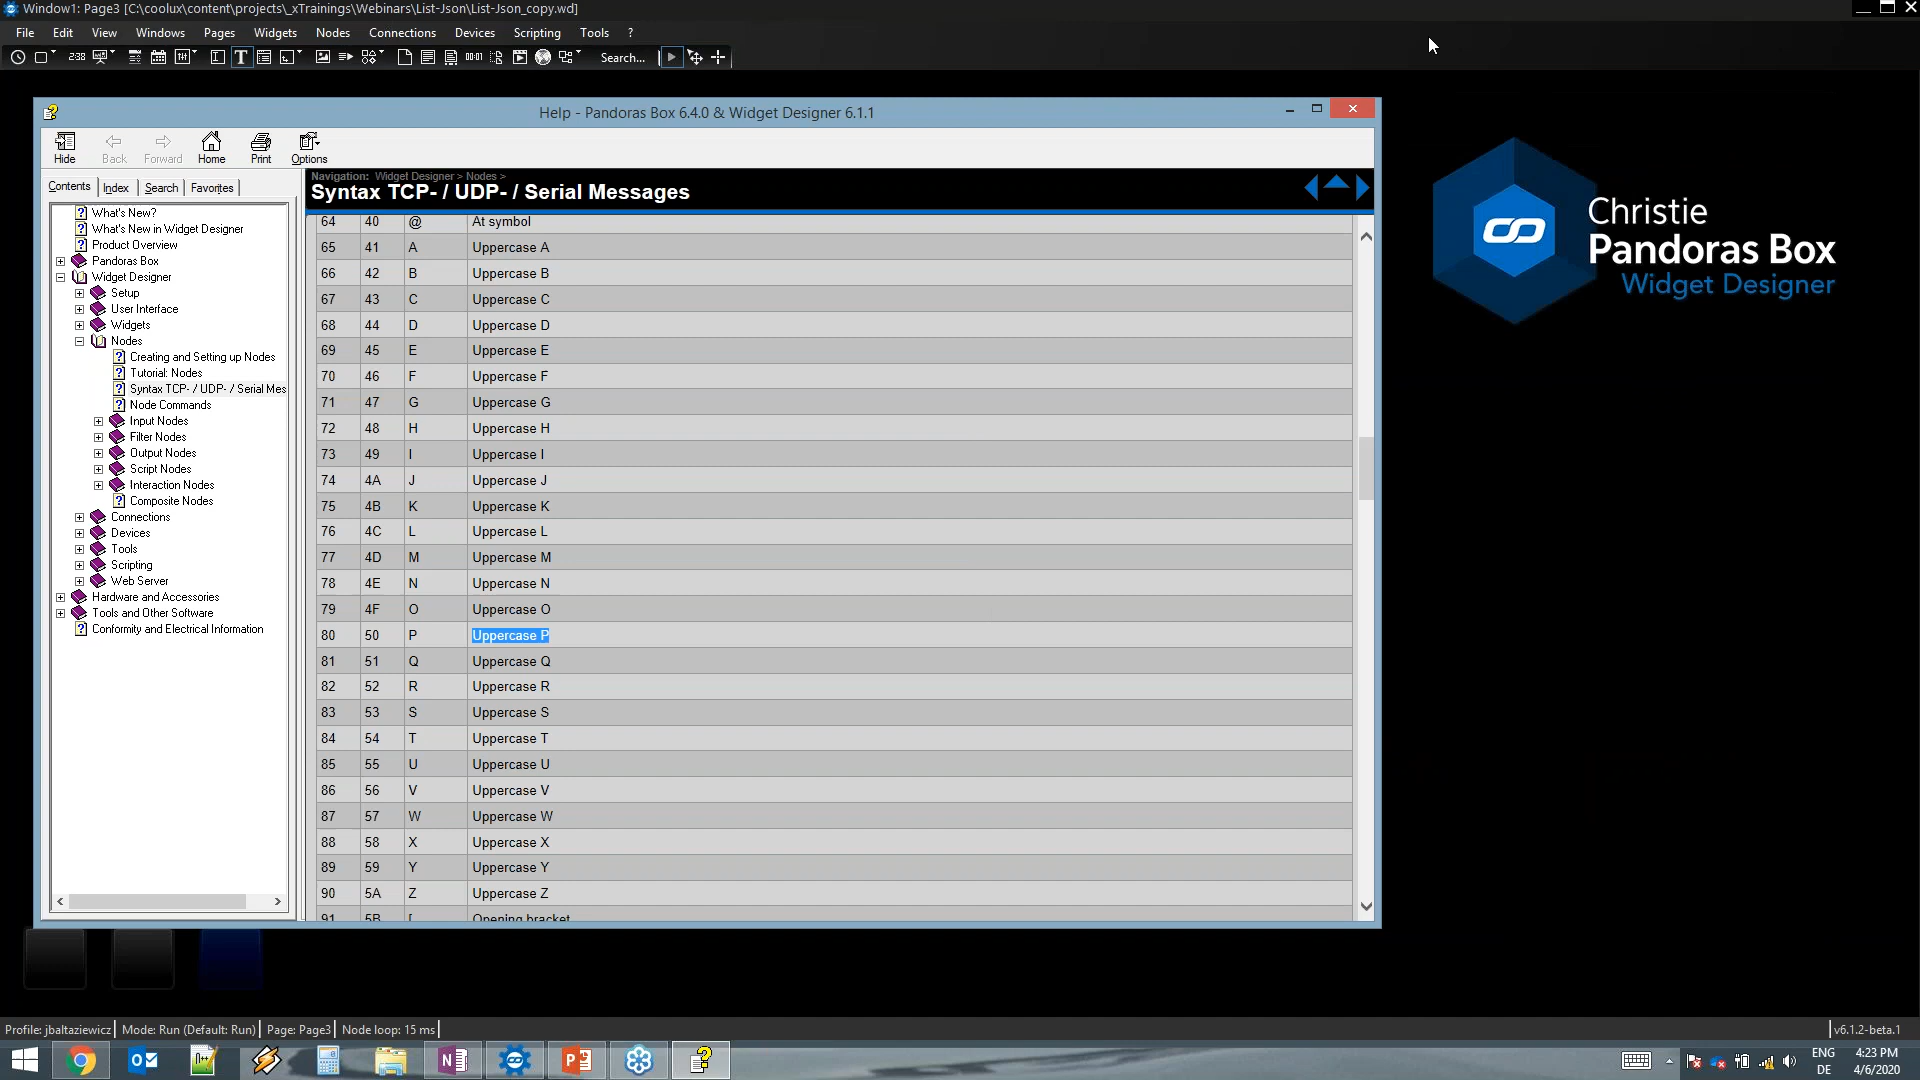 Window1: Page3 [C:\coolux\content\projects\_xTrainings\Webinars\List-Json\List-Json_copy.wd]
File Edit View Windows Pages Widgets Nodes Connections Devices Scripting Tools ?
Search...
Help - Pandoras Box 6.4.0 & Widget Designer 6.1.1
Hide Back Forward Home Print Options
Contents Index Search Favorites
What's New?
What's New in Widget Designer
Product Overview
Pandoras Box
Widget Designer
Setup
User Interface
Widgets
Nodes
Creating and Setting up Nodes
Tutorial: Nodes
Syntax TCP- / UDP- / Serial Mes
Node Commands
Input Nodes
Filter Nodes
Output Nodes
Script Nodes
Interaction Nodes
Composite Nodes
Connections
Devices
Tools
Scripting
Web Server
Hardware and Accessories
Tools and Other Software
Conformity and Electrical Information
Navigation: Widget Designer > Nodes >
Syntax TCP- / UDP- / Serial Messages
64 40 @ At symbol
65 41 A Uppercase A
66 42 B Uppercase B
67 43 C Uppercase C
68 44 D Uppercase D
69 45 E Uppercase E
70 46 F Uppercase F
71 47 G Uppercase G
72 48 H Uppercase H
73 49 I Uppercase I
74 4A J Uppercase J
75 4B K Uppercase K
76 4C L Uppercase L
77 4D M Uppercase M
78 4E N Uppercase N
79 4F O Uppercase O
80 50 P Uppercase P
81 51 Q Uppercase Q
82 52 R Uppercase R
83 53 S Uppercase S
84 54 T Uppercase T
85 55 U Uppercase U
86 56 V Uppercase V
87 57 W Uppercase W
88 58 X Uppercase X
89 59 Y Uppercase Y
90 5A Z Uppercase Z
91 5B [ Opening bracket
Christie
Pandoras Box
Widget Designer
Profile: jbaltaziewicz Mode: Run (Default: Run) Page: Page3 Node loop: 15 ms v6.1.2-beta.1
ENG 4:23 PM
DE 4/6/2020